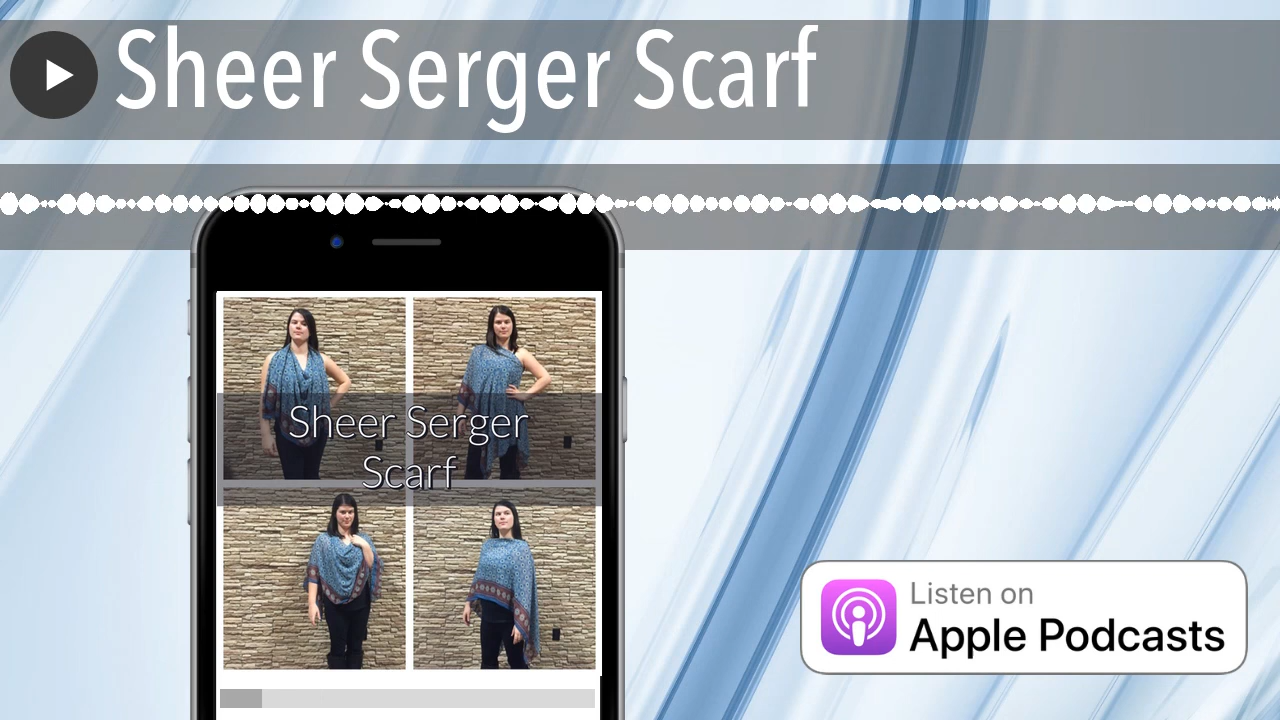 Sheer Serger Scarf
Sheer Serger
Scarf
Listen on
Apple Podcasts